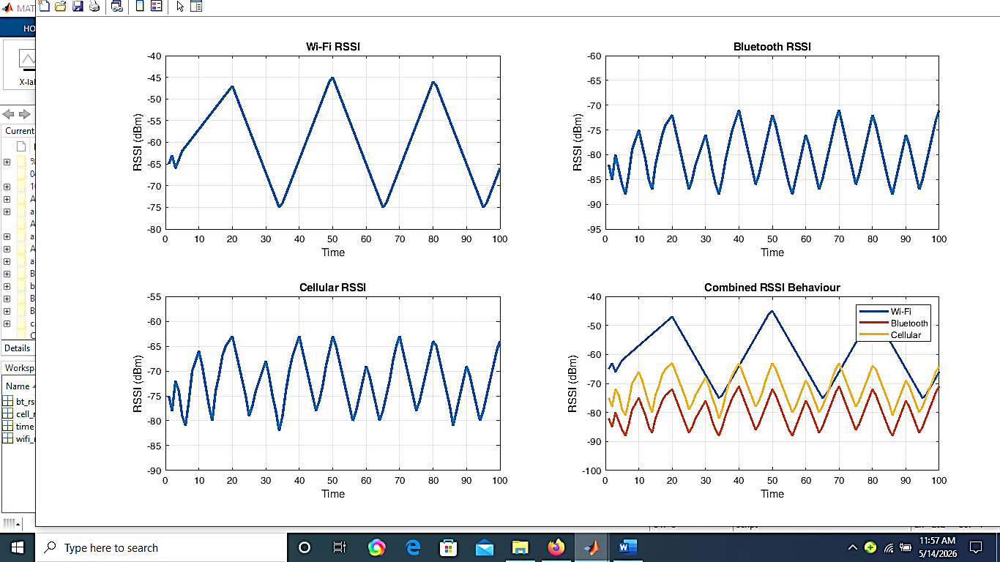 MAT
HO
X-lal
Current
Details
Worksp
Name
bt_rs
cell_r
time
wifi_r
Wi-Fi RSSI
RSSI (dBm)
-40
-45
-50
-55
-60
-65
-70
-75
-80
0 10 20 30 40 50 60 70 80 90 100
Time
Bluetooth RSSI
RSSI (dBm)
-60
-65
-70
-75
-80
-85
-90
-95
0 10 20 30 40 50 60 70 80 90 100
Time
Cellular RSSI
RSSI (dBm)
-55
-60
-65
-70
-75
-80
-85
-90
0 10 20 30 40 50 60 70 80 90 100
Time
Combined RSSI Behaviour
RSSI (dBm)
-40
-50
-60
-70
-80
-90
-100
0 10 20 30 40 50 60 70 80 90 100
Time
Wi-Fi
Bluetooth
Cellular
Type here to search
11:57 AM
5/14/2026